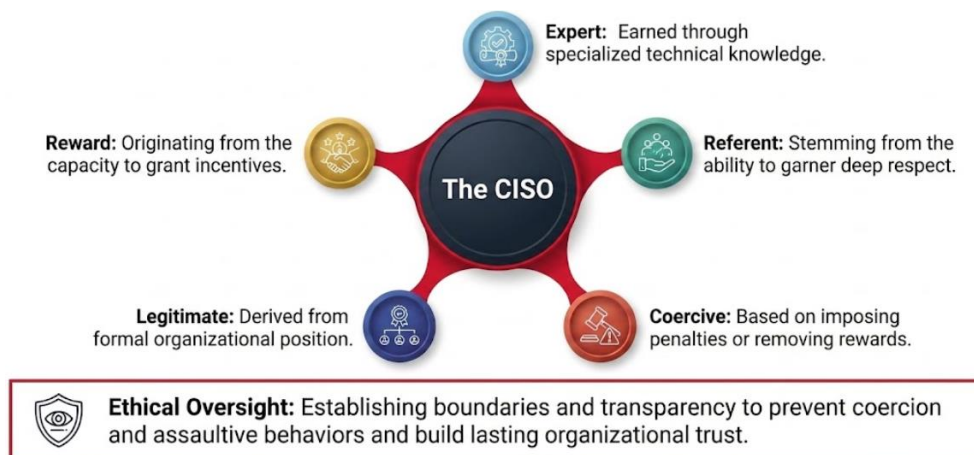 Expert: Earned through
specialized technical knowledge.
Reward: Originating from the
capacity to grant incentives.
Referent: Stemming from the
ability to garner deep respect.
The CISO
Legitimate: Derived from
formal organizational position.
Coercive: Based on imposing
penalties or removing rewards.
Ethical Oversight: Establishing boundaries and transparency to prevent coercion
and assaultive behaviors and build lasting organizational trust.